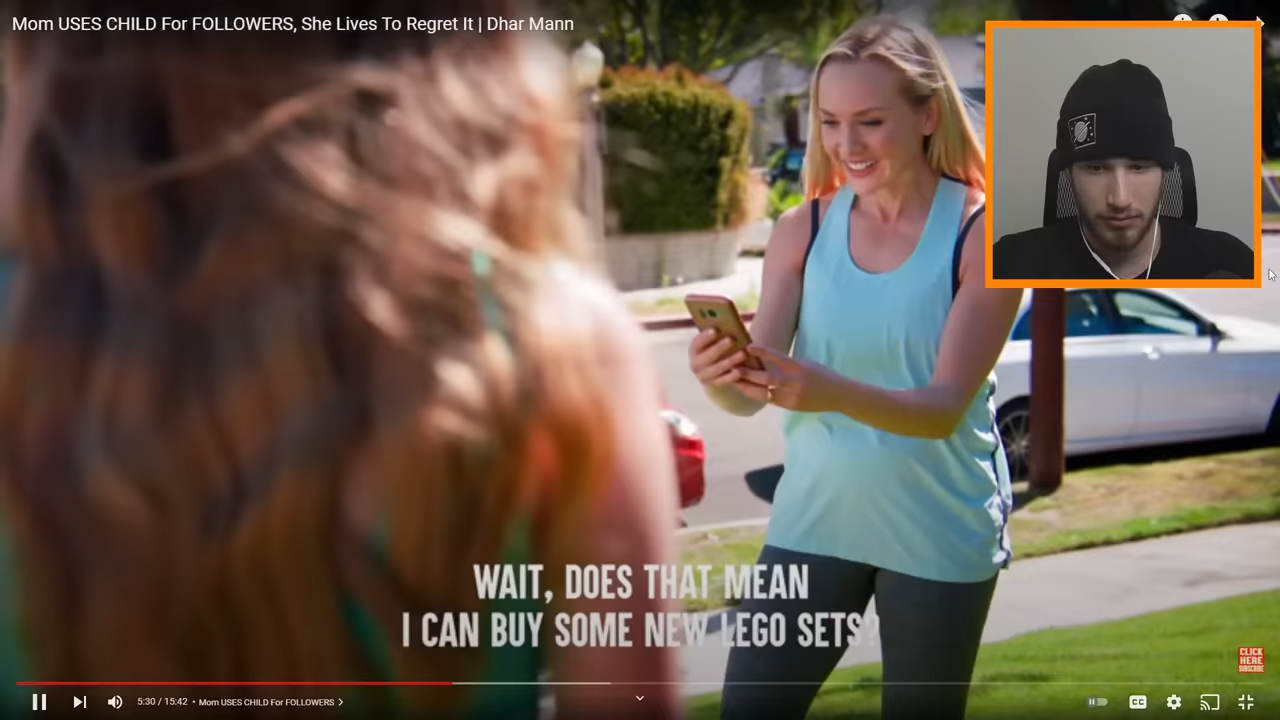 Mom USES CHILD For FOLLOWERS, She Lives To Regret It | Dhar Mann
WAIT, DOES THAT MEAN
I CAN BUY SOME NEW LEGO SETS?
CLICK
HERE
SUBSCRIBE
5:30 / 15:42 • Mom USES CHILD For FOLLOWERS
CC